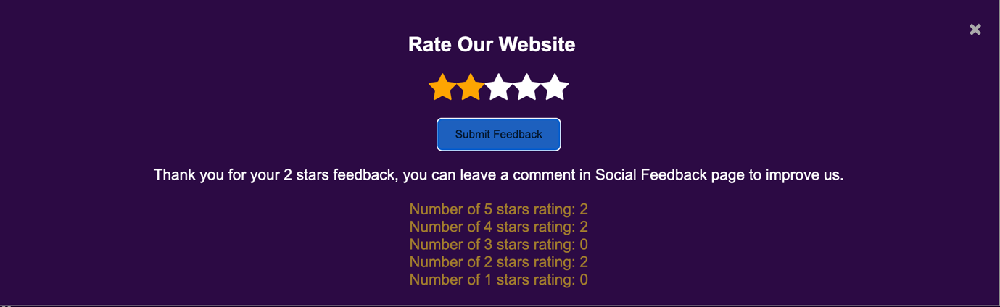 Rate Our Website
Submit Feedback
Thank you for your 2 stars feedback, you can leave a comment in Social Feedback page to improve us.
Number of 5 stars rating: 2
Number of 4 stars rating: 2
Number of 3 stars rating: 0
Number of 2 stars rating: 2
Number of 1 stars rating: 0